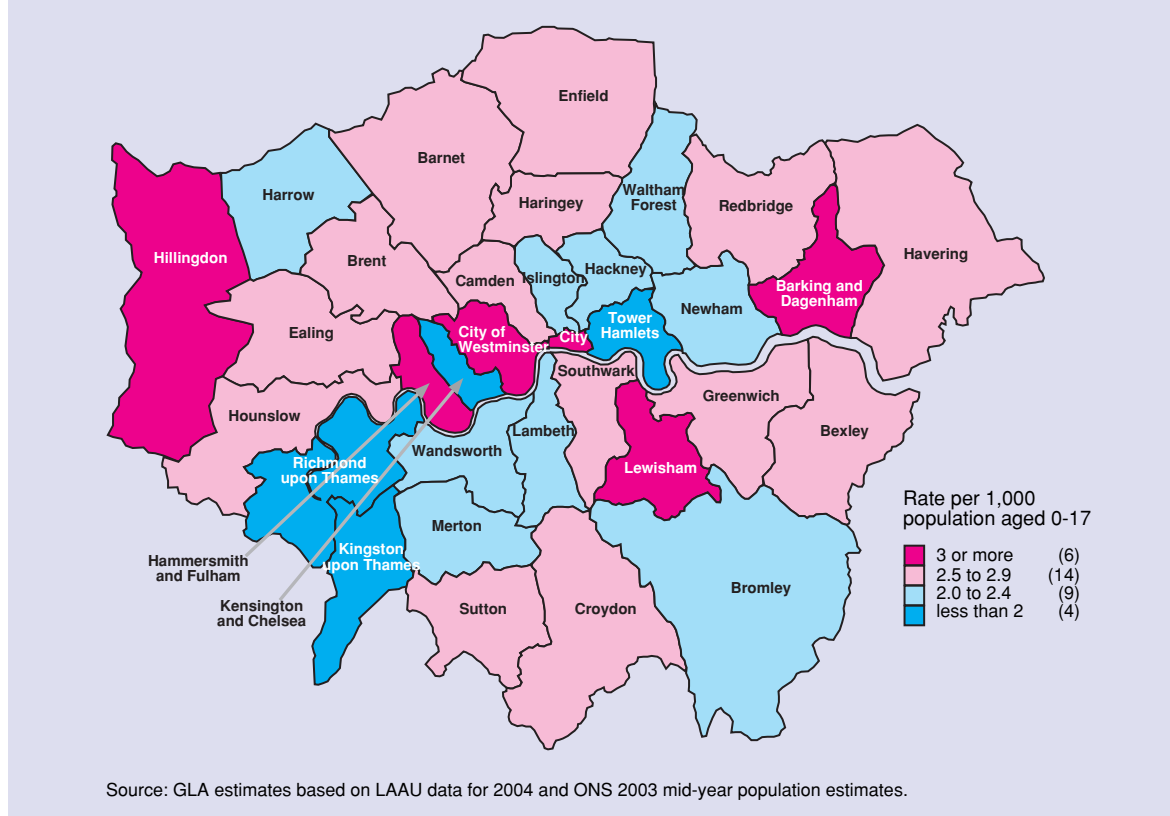 Enfield
Barnet
Harrow
Haringey
Waltham
Forest
Redbridge
Havering
Hillingdon
Brent
Camden
Islington
Hackney
Newham
Barking and
Dagenham
Ealing
City of
Westminster
City
Tower
Hamlets
Southwark
Greenwich
Hounslow
Bexley
Lambeth
Wandsworth
Richmond
upon Thames
Lewisham
Merton
Kingston
upon Thames
Hammersmith
and Fulham
Kensington
and Chelsea
Sutton
Croydon
Bromley
Rate per 1,000
population aged 0-17
3 or more (6)
2.5 to 2.9 (14)
2.0 to 2.4 (9)
less than 2 (4)
Source: GLA estimates based on LAAU data for 2004 and ONS 2003 mid-year population estimates.